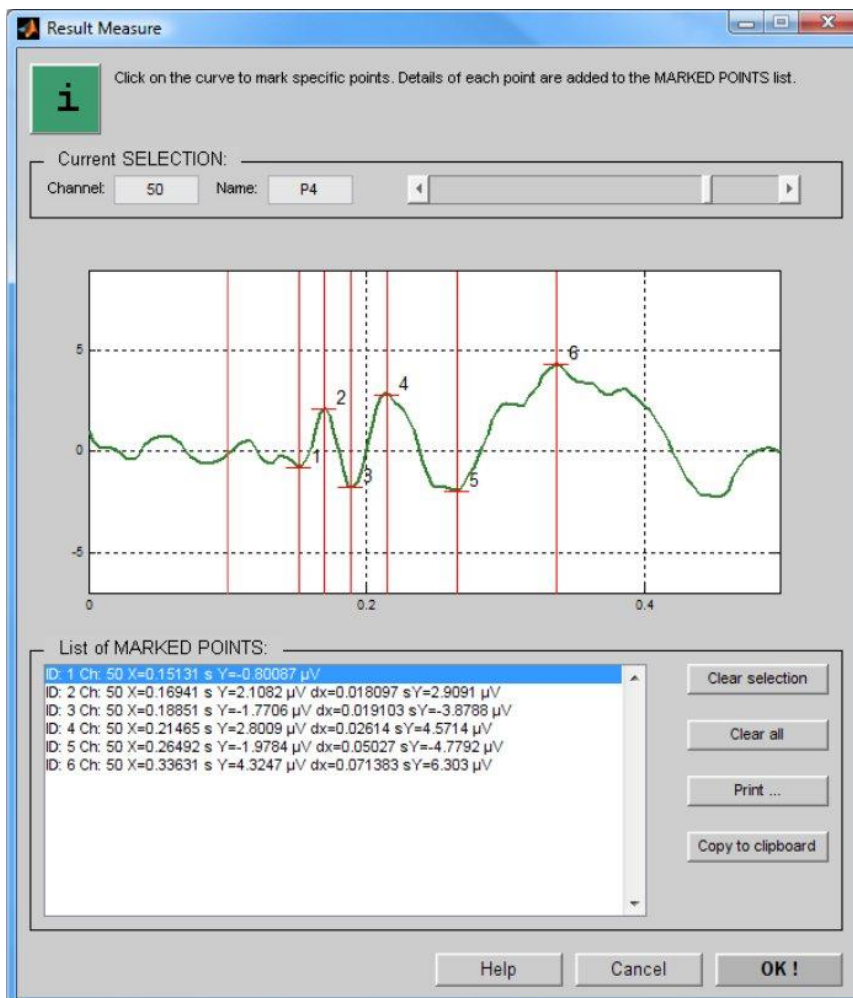 Result Measure
i
Click on the curve to mark specific points. Details of each point are added to the MARKED POINTS list.
Current SELECTION:
Channel: 50 Name: P4
5
0
-5
0 0.2 0.4
1
2
3
4
5
6
List of MARKED POINTS:
ID: 1 Ch: 50 X=0.15131 s Y=-0.80087 µV
ID: 2 Ch: 50 X=0.16941 s Y=2.1082 µV dx=0.018097 sY=2.9091 µV
ID: 3 Ch: 50 X=0.18851 s Y=-1.7706 µV dx=0.019103 sY=-3.8788 µV
ID: 4 Ch: 50 X=0.21465 s Y=2.8009 µV dx=0.02614 sY=4.5714 µV
ID: 5 Ch: 50 X=0.26492 s Y=-1.9784 µV dx=0.05027 sY=-4.7792 µV
ID: 6 Ch: 50 X=0.33631 s Y=4.3247 µV dx=0.071383 sY=6.303 µV
Clear selection
Clear all
Print ...
Copy to clipboard
Help
Cancel
OK !